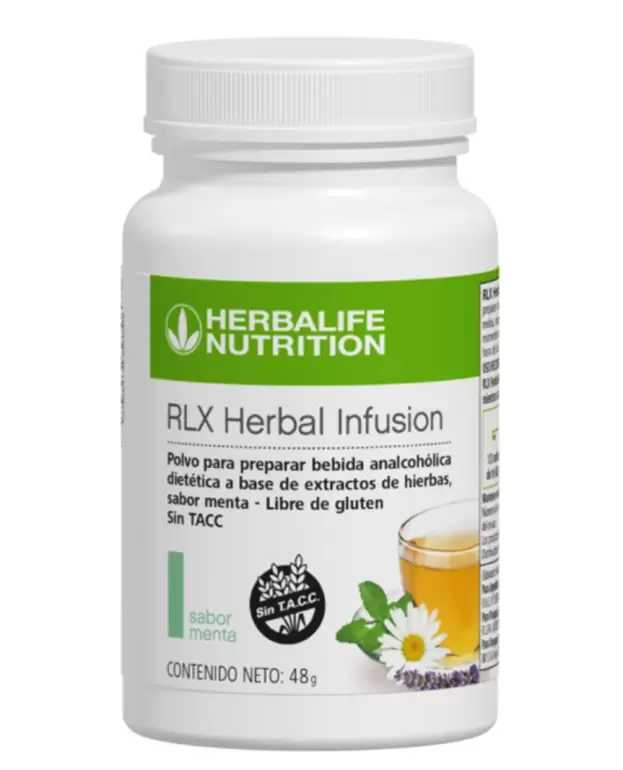 HERBALIFE
NUTRITION
RLX Herbal Infusion
Polvo para preparar bebida analcohólica
dietética a base de extractos de hierbas,
sabor menta - Libre de gluten
Sin TACC
Sin T.A.C.C.
sabor
menta
CONTENIDO NETO: 48g